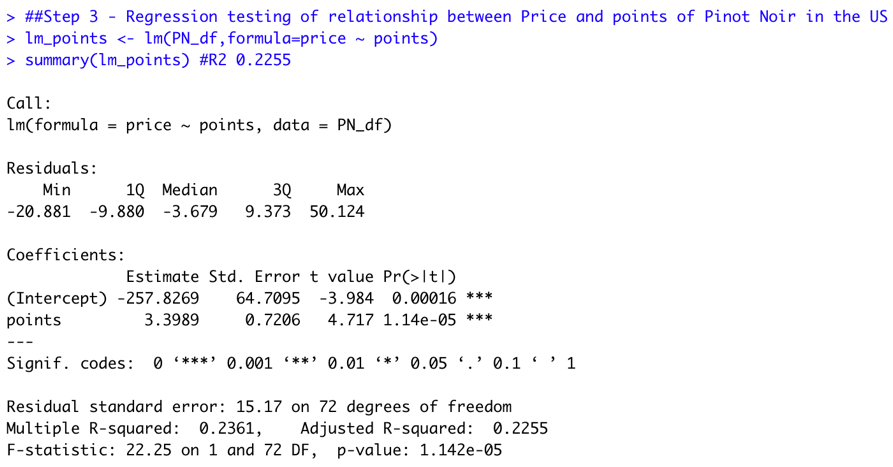 > ##Step 3 - Regression testing of relationship between Price and points of Pinot Noir in the US
> lm_points <- lm(PN_df,formula=price ~ points)
> summary(lm_points) #R2 0.2255
Call:
lm(formula = price ~ points, data = PN_df)
Residuals:
    Min      1Q  Median      3Q     Max
-20.881  -9.880  -3.679   9.373  50.124
Coefficients:
             Estimate Std. Error t value Pr(>|t|)
(Intercept) -257.8269    64.7095  -3.984  0.00016 ***
points         3.3989     0.7206   4.717 1.14e-05 ***
---
Signif. codes:  0 ‘***’ 0.001 ‘**’ 0.01 ‘*’ 0.05 ‘.’ 0.1 ‘ ’ 1
Residual standard error: 15.17 on 72 degrees of freedom
Multiple R-squared:  0.2361,    Adjusted R-squared:  0.2255
F-statistic: 22.25 on 1 and 72 DF,  p-value: 1.142e-05